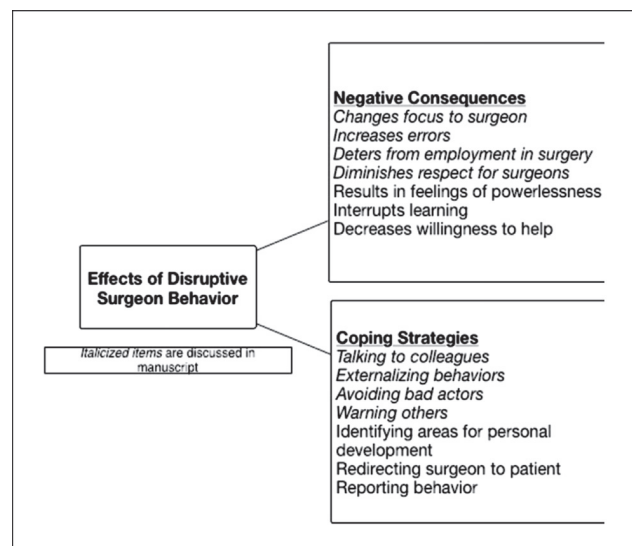 Negative Consequences
Changes focus to surgeon
Increases errors
Deters from employment in surgery
Diminishes respect for surgeons
Results in feelings of powerlessness
Interrupts learning
Decreases willingness to help
Effects of Disruptive
Surgeon Behavior
Italicized items are discussed in
manuscript
Coping Strategies
Talking to colleagues
Externalizing behaviors
Avoiding bad actors
Warning others
Identifying areas for personal
development
Redirecting surgeon to patient
Reporting behavior